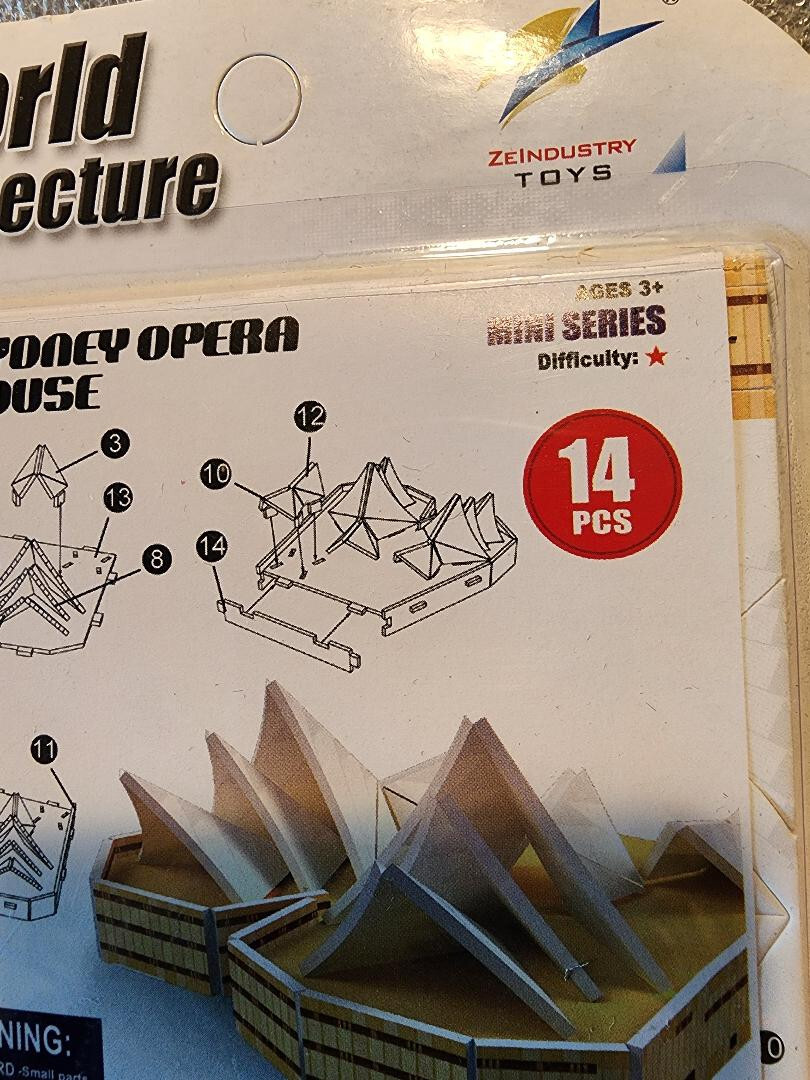 orld
ecture
®
ZEINDUSTRY
TOYS
AGES 3+
MINI SERIES
Difficulty: ★
YDNEY OPERA
OUSE
14
PCS
12
3
10
13
14
8
11
NING:
RD -Small parts
0